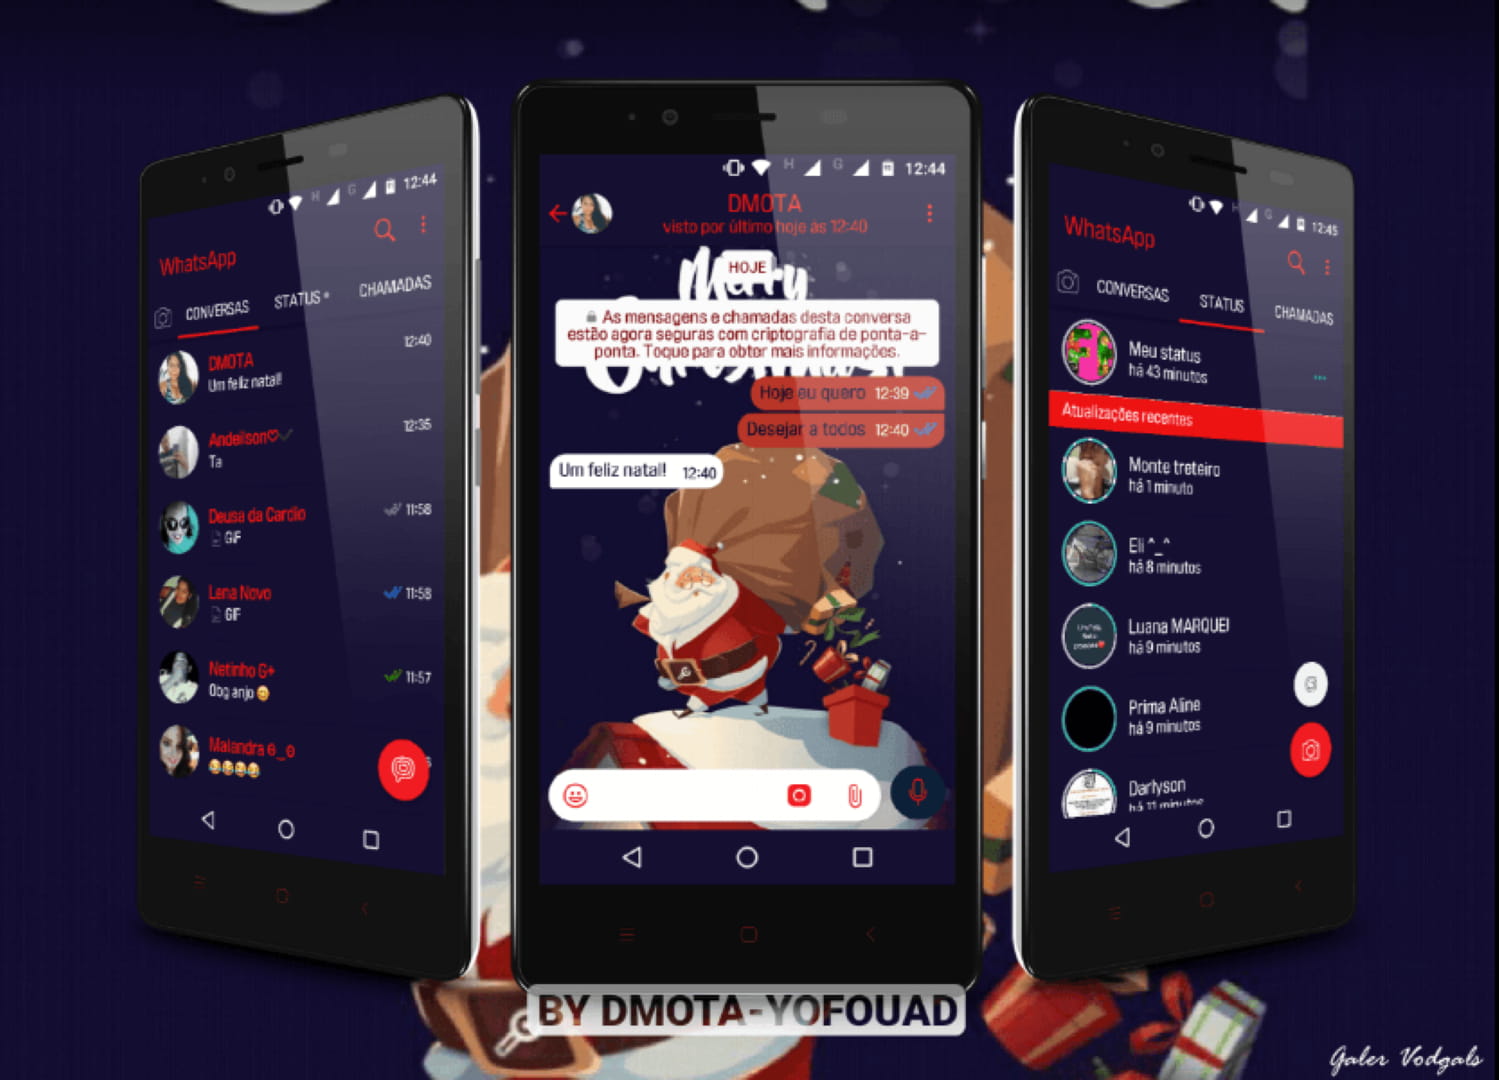 12:44
WhatsApp
CONVERSAS STATUS CHAMADAS
DMOTA 12:40
Um feliz natal!
Andeilson♡ 12:35
Ta
Deusa da Cardio 11:58
GIF
Lena Novo 11:58
GIF
Netinho G+ 11:57
Obg anjo 😋
Malandra ө_ө
😂😂😂😂
H G 12:44
DMOTA
visto por último hoje às 12:40
Merry
HOJE
As mensagens e chamadas desta conversa
estão agora seguras com criptografia de ponta-a-
ponta. Toque para obter mais informações.
Hoje eu quero 12:39
Desejar a todos 12:40
Um feliz natal! 12:40
H G 12:45
WhatsApp
CONVERSAS STATUS CHAMADAS
Meu status
há 43 minutos
Atualizações recentes
Monte treteiro
há 1 minuto
Eli ^_^
há 8 minutos
Luana MARQUEI
há 9 minutos
Prima Aline
há 9 minutos
Darlyson
há 11 minutos
BY DMOTA-YOFOUAD
Galer Vodgals